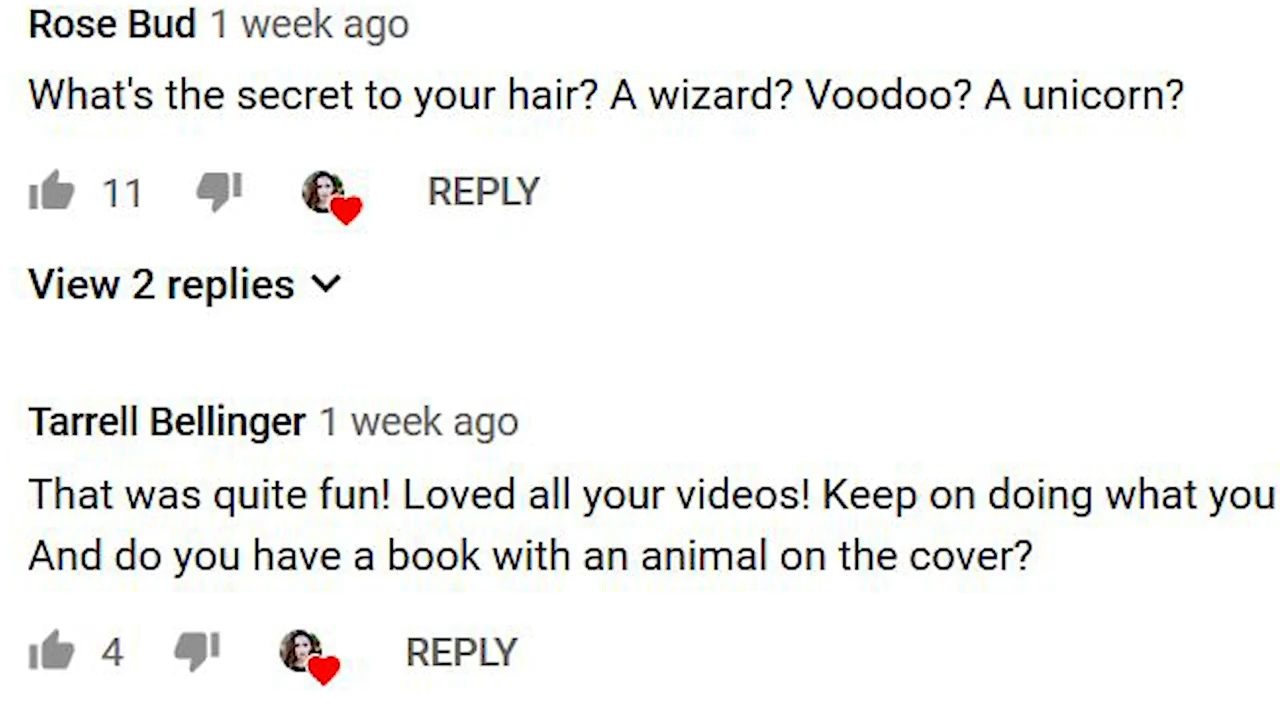 Rose Bud 1 week ago
What's the secret to your hair? A wizard? Voodoo? A unicorn?
11 REPLY
View 2 replies
Tarrell Bellinger 1 week ago
That was quite fun! Loved all your videos! Keep on doing what you
And do you have a book with an animal on the cover?
4 REPLY